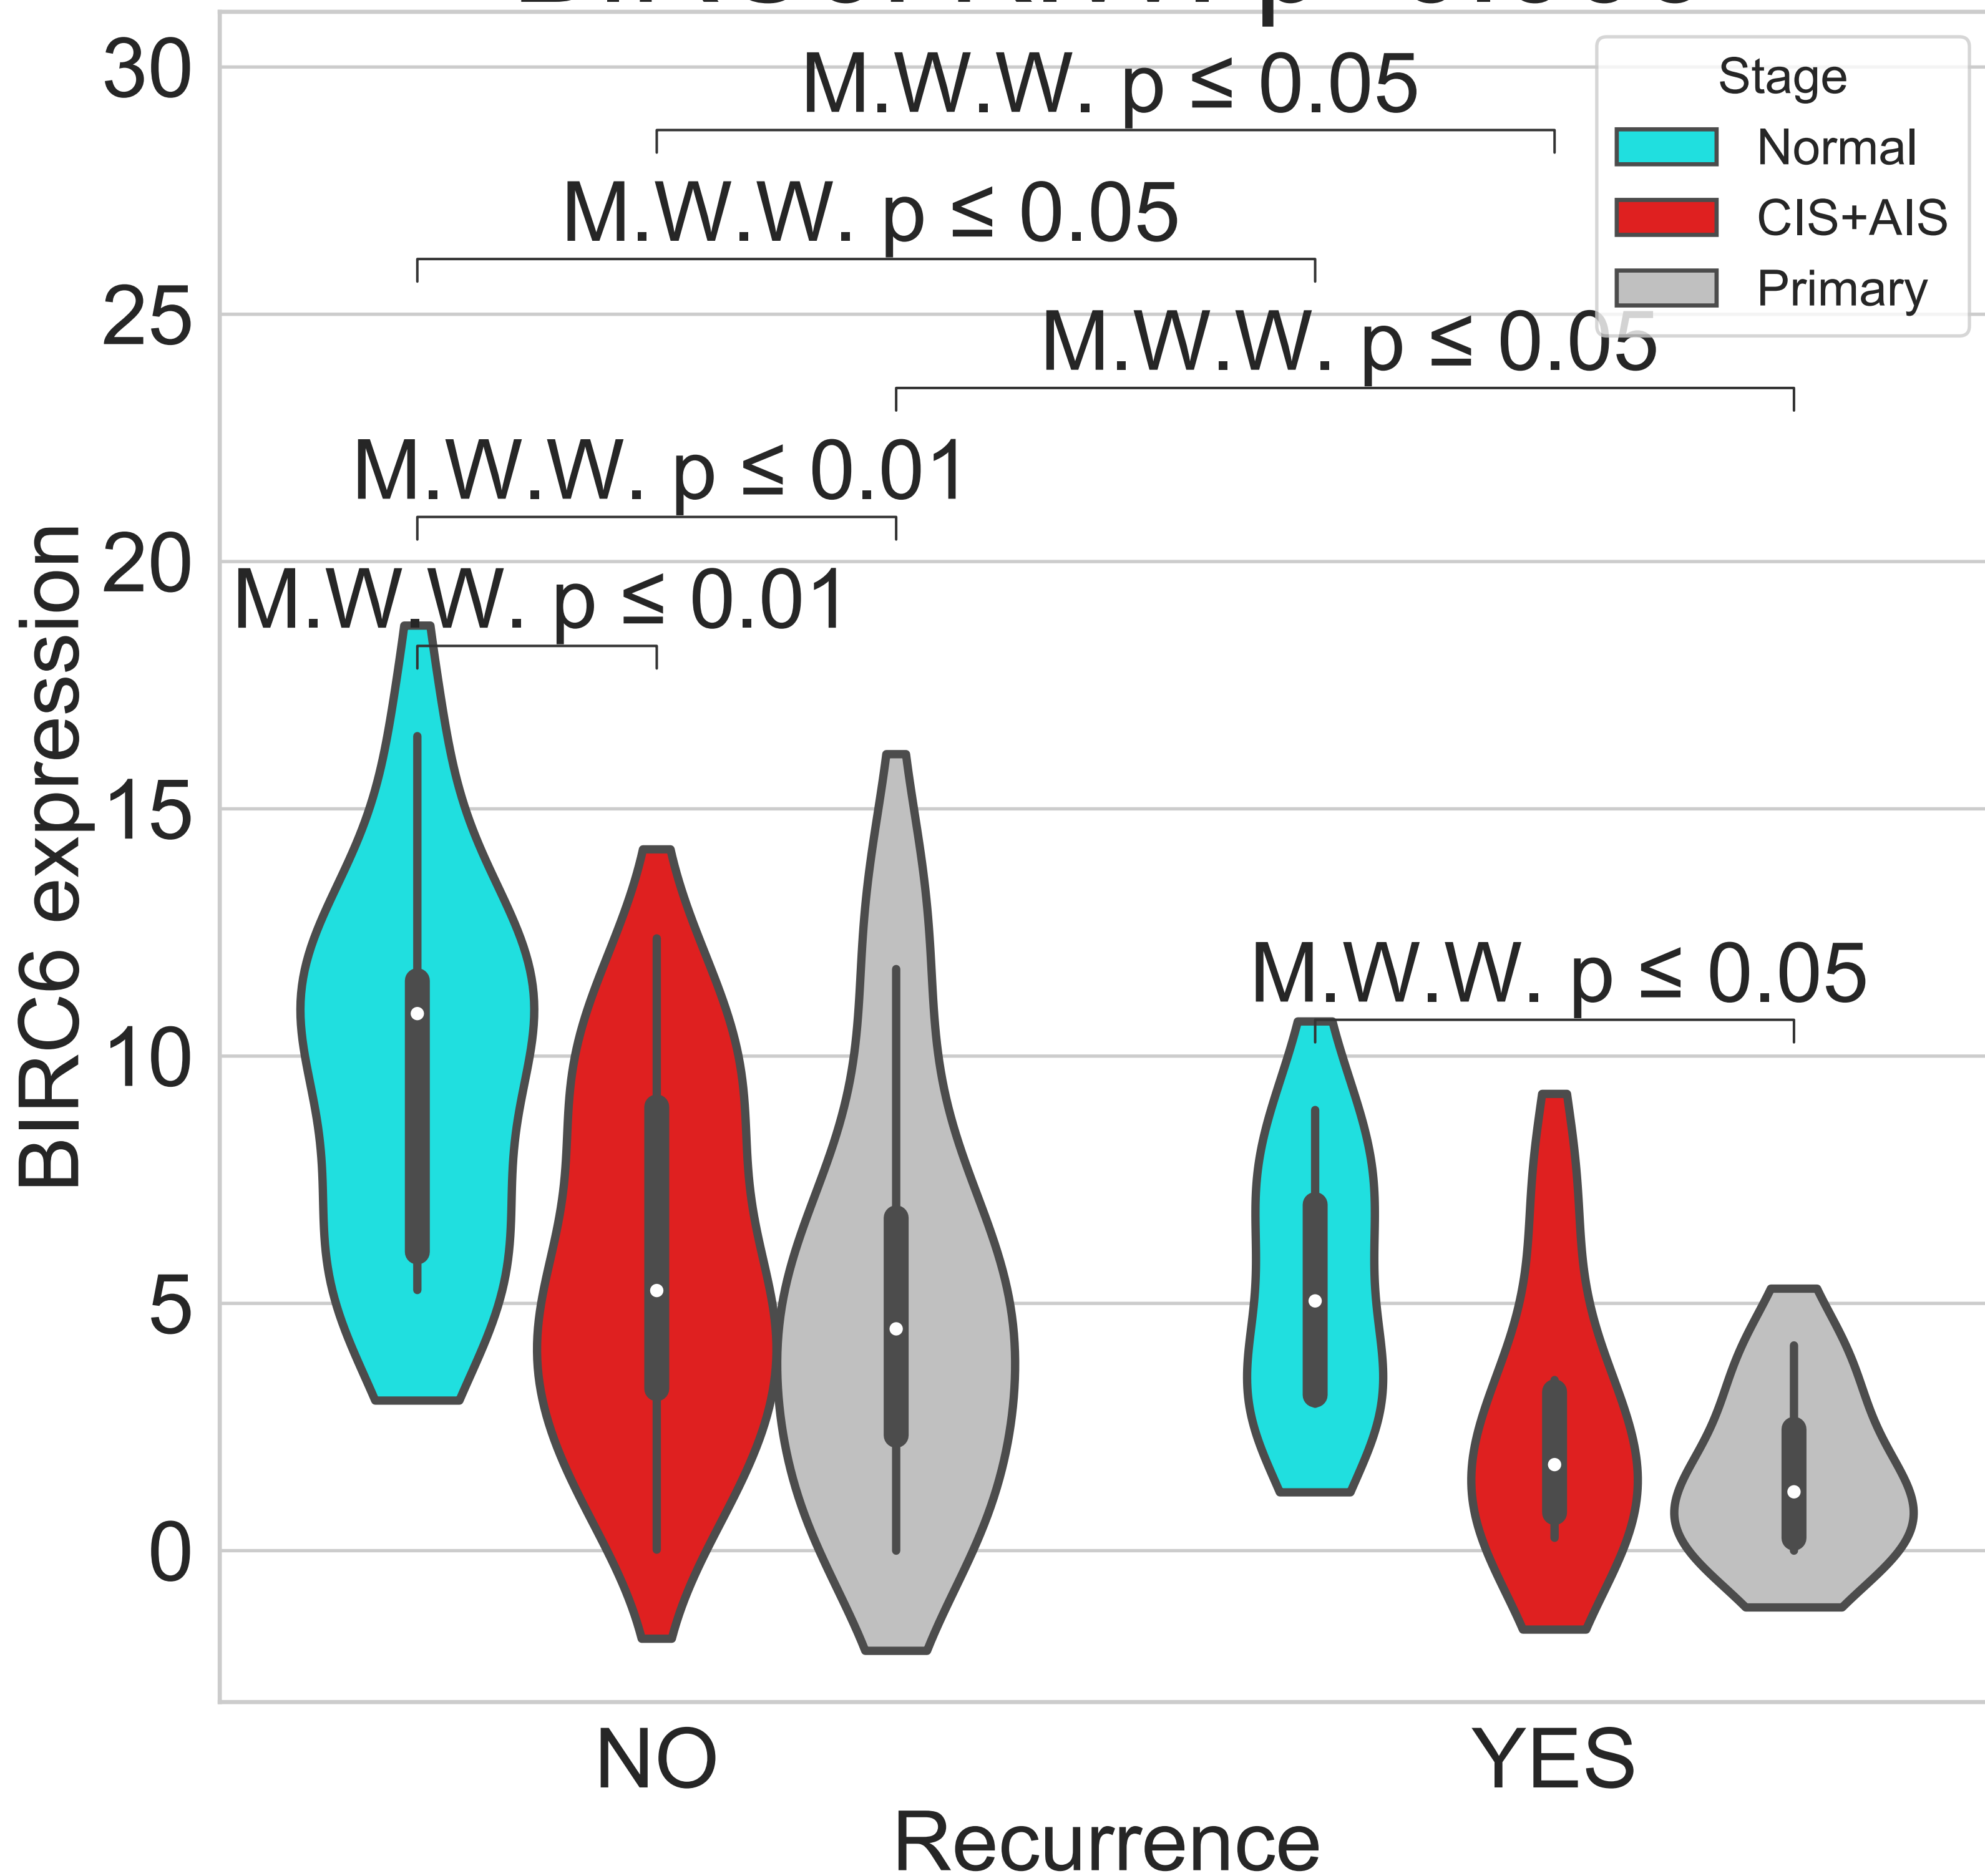 30
M.W.W. p ≤ 0.05
Stage
Normal
CIS+AIS
Primary
M.W.W. p ≤ 0.05
25
M.W.W. p ≤ 0.05
M.W.W. p ≤ 0.01
20
M.W.W. p ≤ 0.01
15
M.W.W. p ≤ 0.05
10
5
0
BIRC6 expression
NO
YES
Recurrence